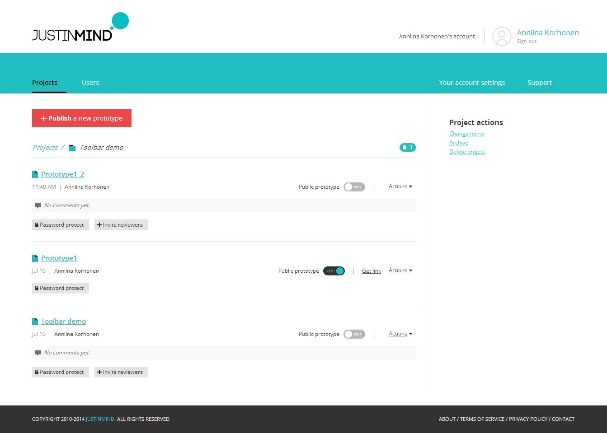 JUSTINMIND
Anniina Korhonen's account
Anniina Korhonen
Sign out
Projects
Users
Your account settings
Support
+ Publish a new prototype
Projects / Toolbar demo
3
Prototype1_2
11:49 AM | Anniina Korhonen
Public prototype OFF
Actions
No comments yet.
Password protect
+ Invite reviewers
Prototype1
Jul 10 | Anniina Korhonen
Public prototype ON | Get link
Actions
Password protect
Toolbar demo
Jul 10 | Anniina Korhonen
Public prototype OFF
Actions
No comments yet.
Password protect
+ Invite reviewers
Project actions
Change name
Archive
Delete project
COPYRIGHT 2010-2014 JUSTINMIND. ALL RIGHTS RESERVED
ABOUT / TERMS OF SERVICE / PRIVACY POLICY / CONTACT